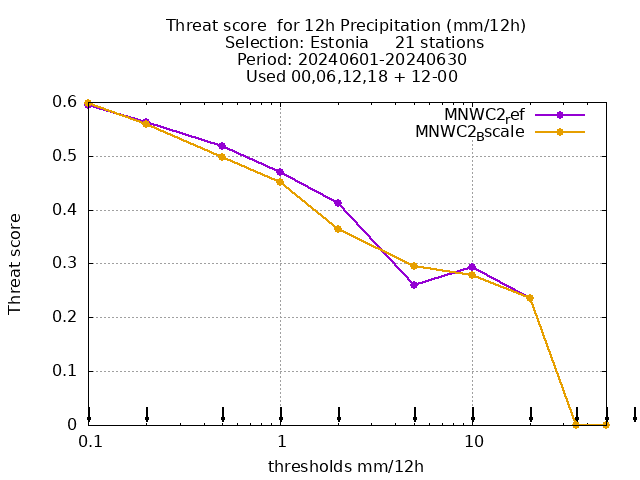 Threat score  for 12h Precipitation (mm/12h)
Selection: Estonia     21 stations
Period: 20240601-20240630
Used 00,06,12,18 + 12-00
MNWC2ref
MNWC2Bscale
0.6
0.5
0.4
0.3
0.2
0.1
0
Threat score
0.1 1 10
thresholds mm/12h